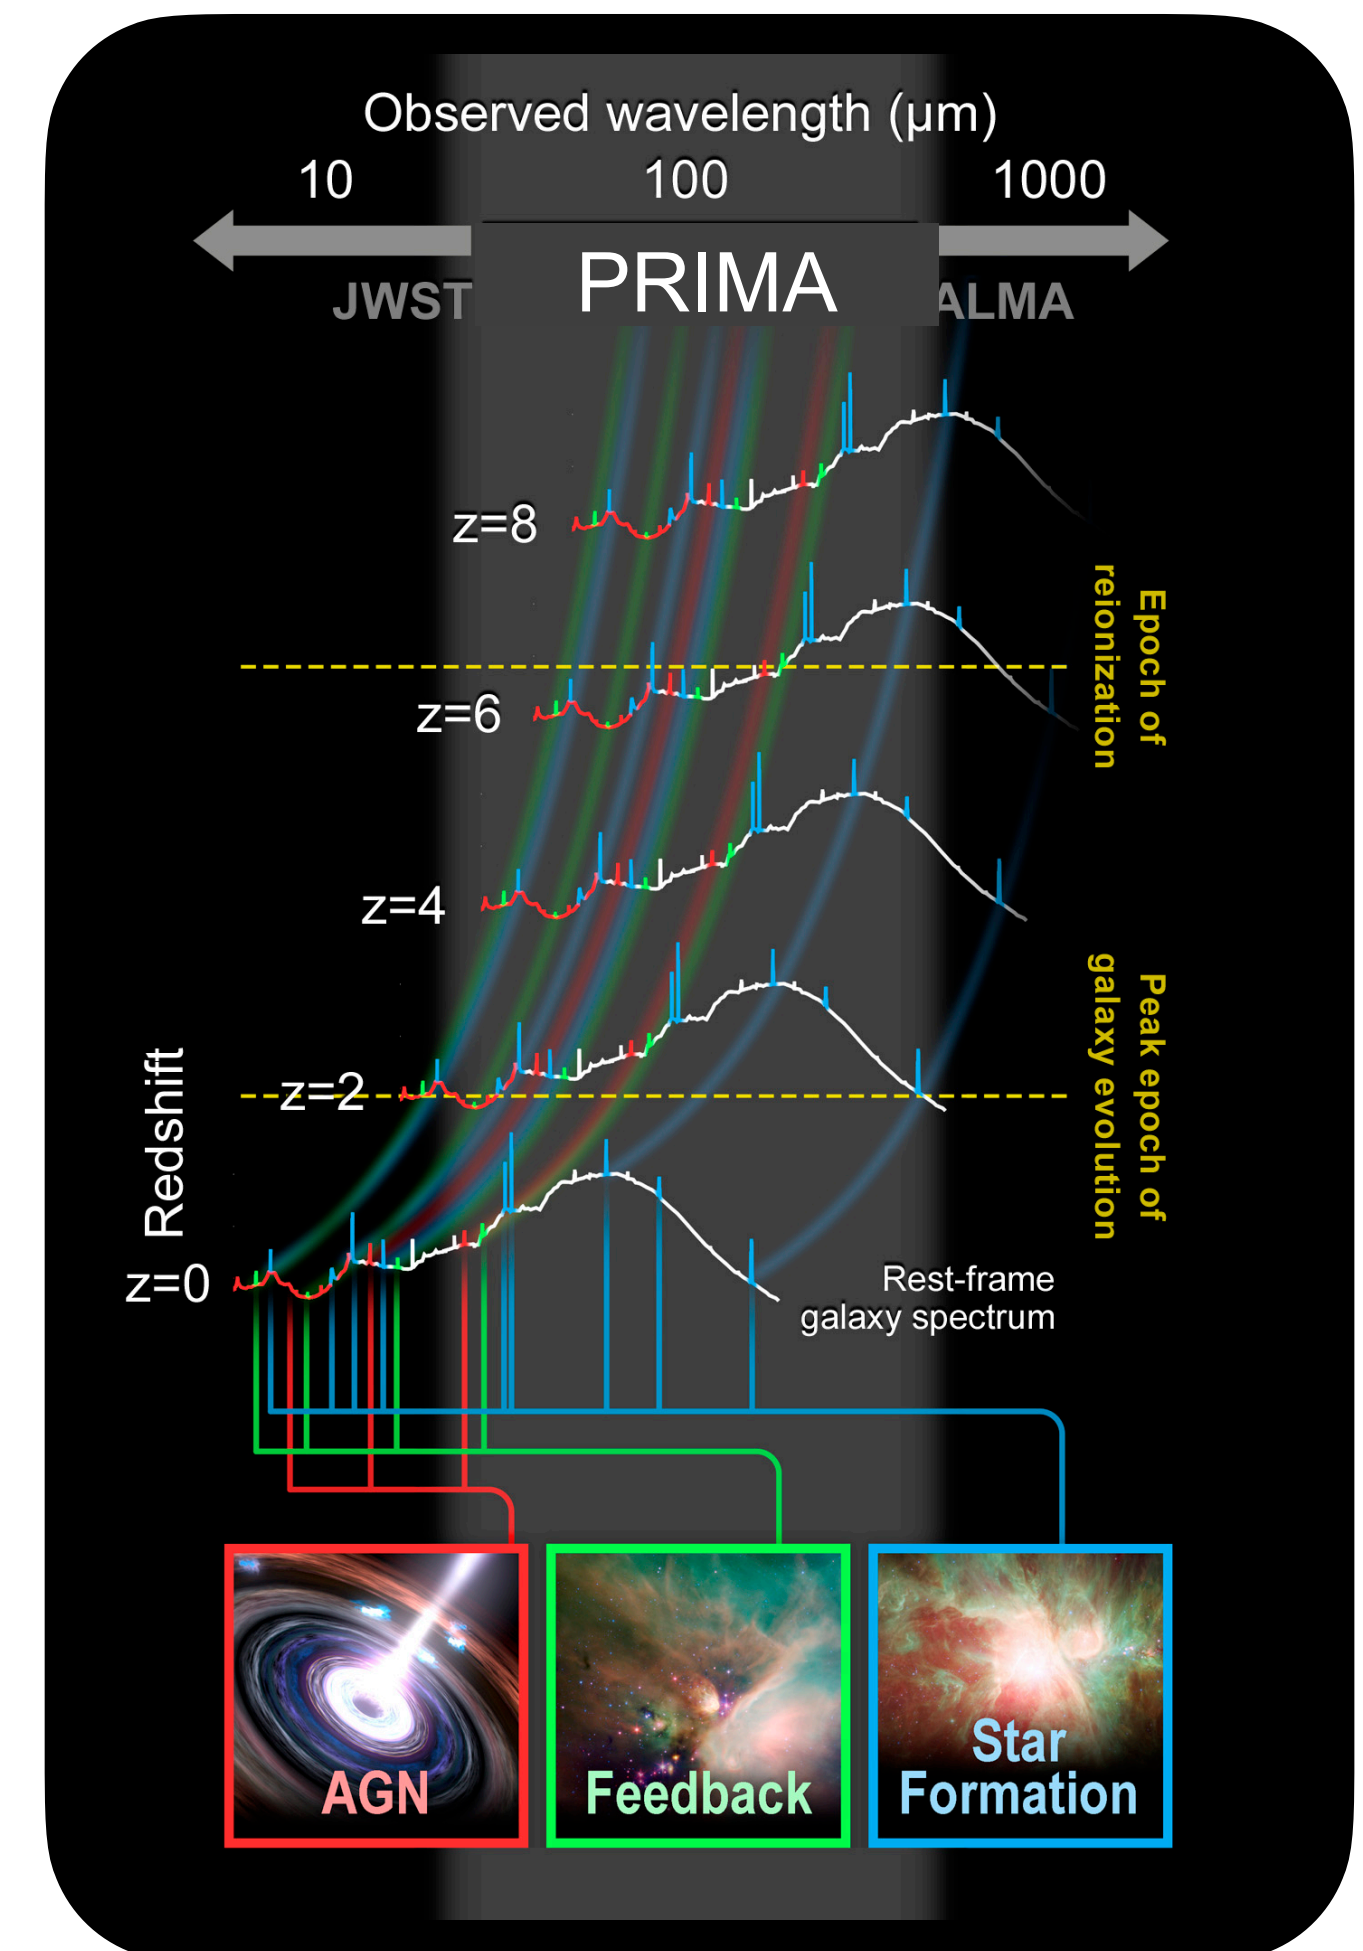 Observed wavelength (µm)
10 100 1000
PRIMA
JWST ALMA
z=8
Epoch of
reionization
z=6
z=4
Peak epoch of
galaxy evolution
z=2
Redshift
z=0
Rest-frame
galaxy spectrum
AGN
Feedback
Star
Formation